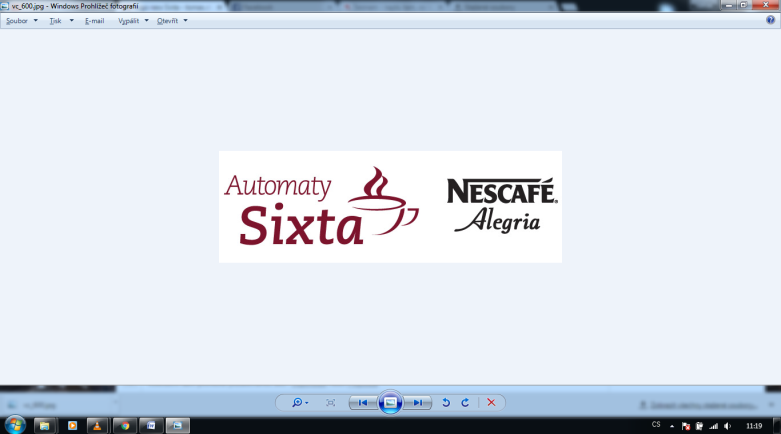 vc_600.jpg - Windows Prohlížeč fotografií
Soubor Tisk E-mail Vypálit Otevřít
Automaty
Sixta
NESCAFÉ®
Alegria
CS 11:19